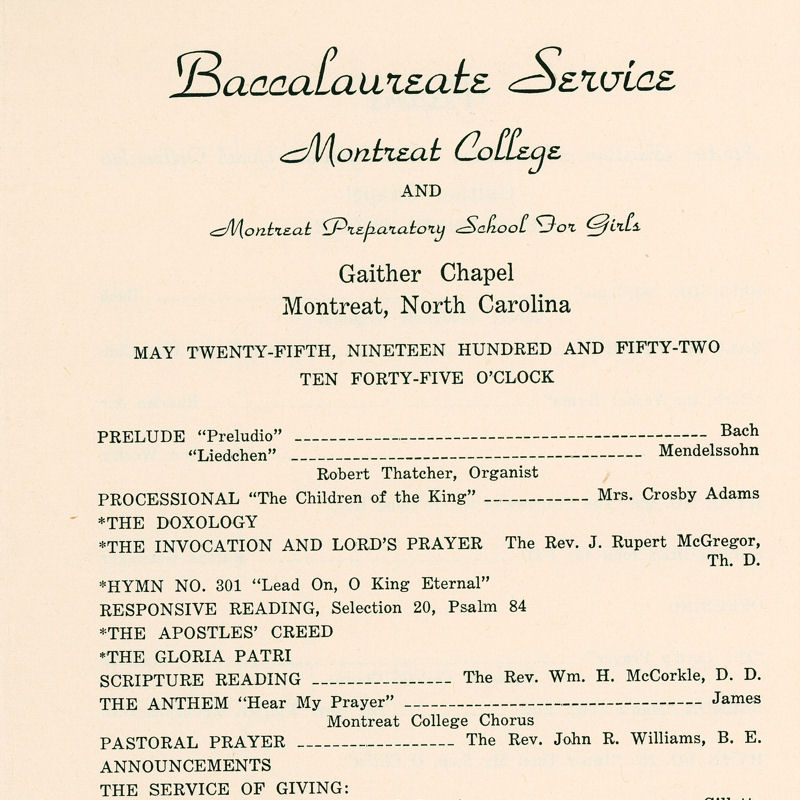 Baccalaureate Service
Montreat College
AND
Montreat Preparatory School For Girls
Gaither Chapel
Montreat, North Carolina
MAY TWENTY-FIFTH, NINETEEN HUNDRED AND FIFTY-TWO
TEN FORTY-FIVE O'CLOCK
PRELUDE “Preludio” Bach
“Liedchen” Mendelssohn
Robert Thatcher, Organist
PROCESSIONAL “The Children of the King” Mrs. Crosby Adams
*THE DOXOLOGY
*THE INVOCATION AND LORD'S PRAYER The Rev. J. Rupert McGregor,
Th. D.
*HYMN NO. 301 “Lead On, O King Eternal”
RESPONSIVE READING, Selection 20, Psalm 84
*THE APOSTLES' CREED
*THE GLORIA PATRI
SCRIPTURE READING The Rev. Wm. H. McCorkle, D. D.
THE ANTHEM “Hear My Prayer” James
Montreat College Chorus
PASTORAL PRAYER The Rev. John R. Williams, B. E.
ANNOUNCEMENTS
THE SERVICE OF GIVING: